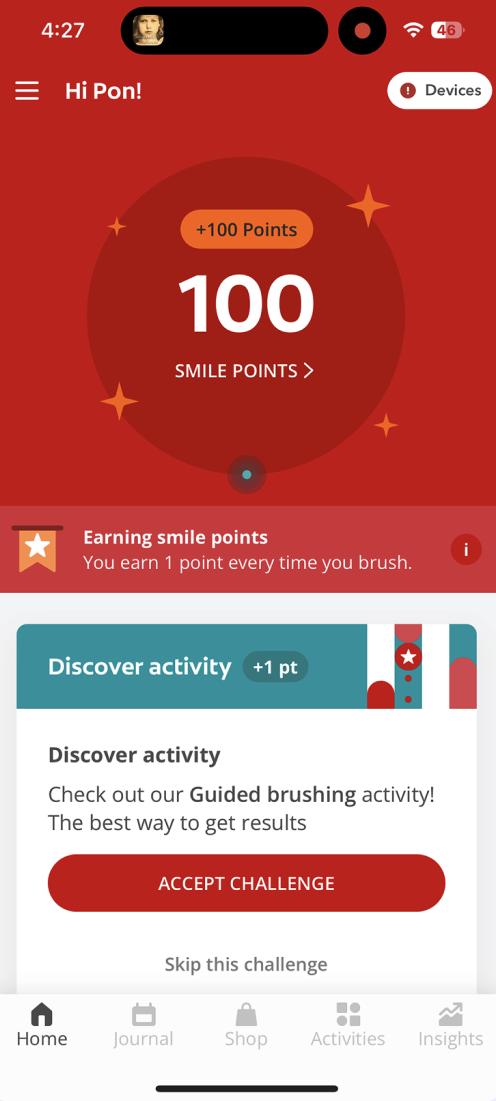 4:27
46
Hi Pon!
Devices
+100 Points
100
SMILE POINTS
Earning smile points
i
You earn 1 point every time you brush.
Discover activity +1 pt
Discover activity
Check out our Guided brushing activity!
The best way to get results
ACCEPT CHALLENGE
Skip this challenge
Home Journal Shop Activities Insights